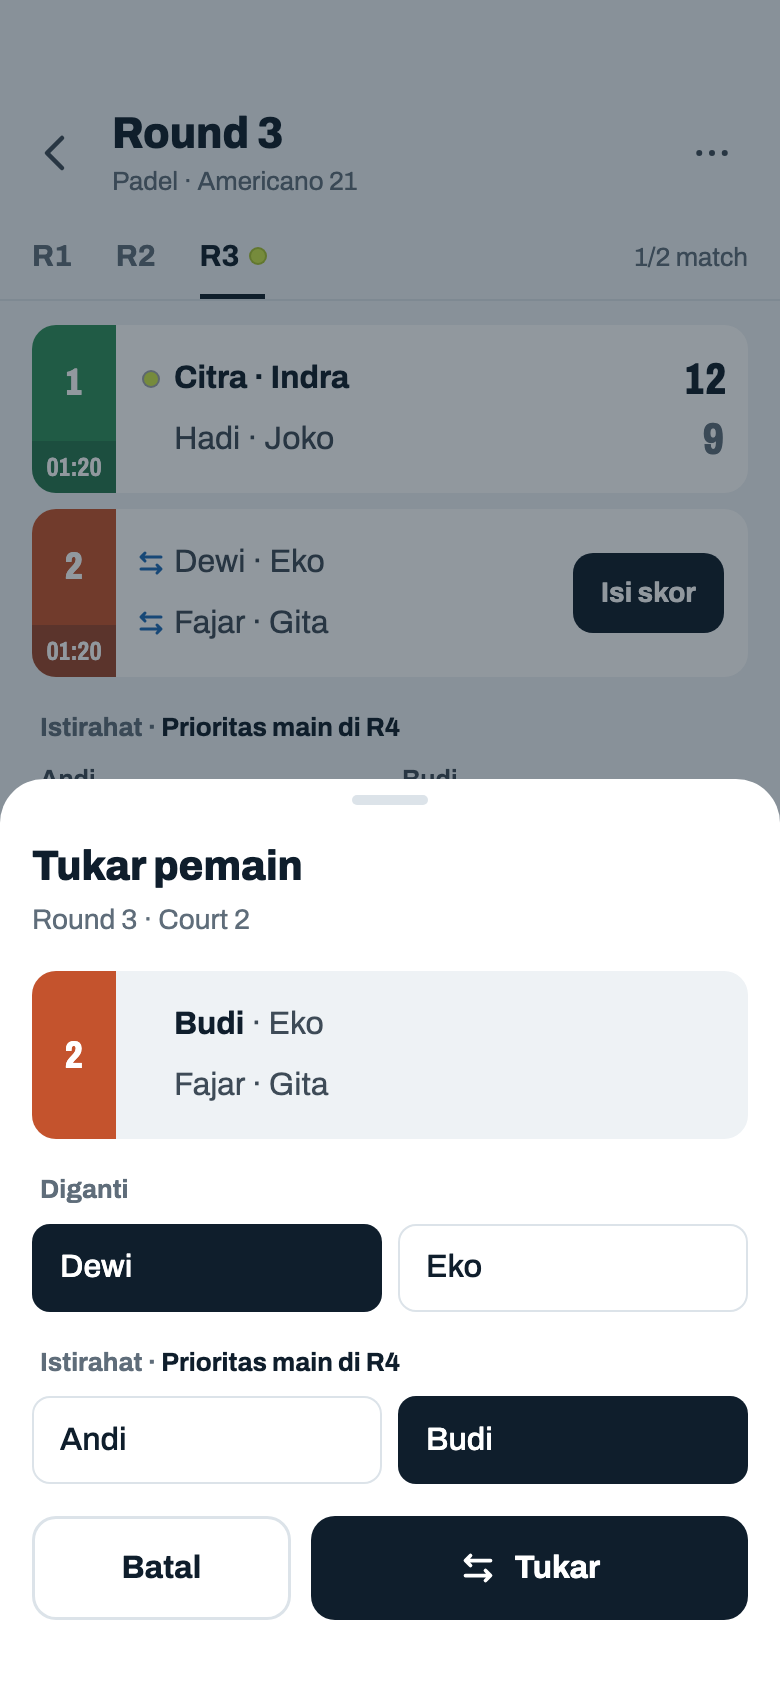 Round 3
Padel · Americano 21
R1 R2 R3 1/2 match
1 Citra · Indra 12
Hadi · Joko 9
01:20
2 Dewi · Eko
Isi skor
Fajar · Gita
01:20
Istirahat · Prioritas main di R4
Andi Budi
Tukar pemain
Round 3 · Court 2
2 Budi · Eko
Fajar · Gita
Diganti
Dewi Eko
Istirahat · Prioritas main di R4
Andi Budi
Batal Tukar